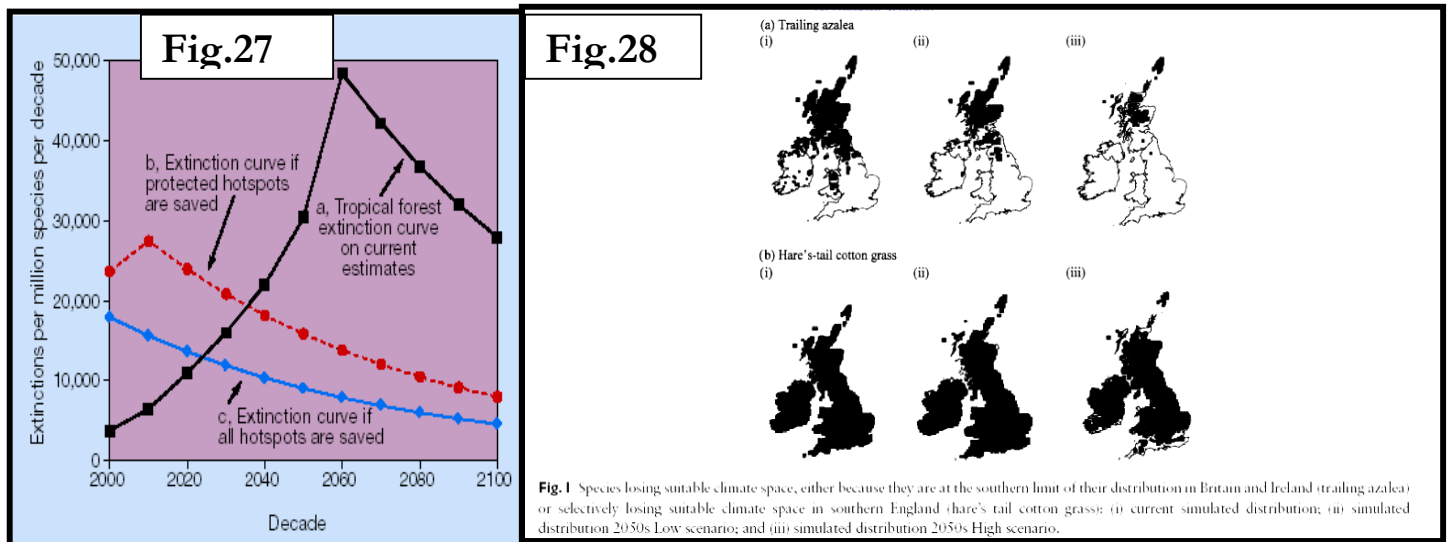 Fig.27
50,000
40,000
30,000
20,000
10,000
0
Extinctions per million species per decade
b, Extinction curve if
protected hotspots
are saved
a, Tropical forest
extinction curve
on current
estimates
c, Extinction curve if
all hotspots are saved
2000 2020 2040 2060 2080 2100
Decade
Fig.28
(a) Trailing azalea
(i) (ii) (iii)
(b) Hare's-tail cotton grass
(i) (ii) (iii)
Fig. 1 Species losing suitable climate space, either because they are at the southern limit of their distribution in Britain and Ireland (trailing azalea)
or selectively losing suitable climate space in southern England (hare's tail cotton grass): (i) current simulated distribution; (ii) simulated
distribution 2050s Low scenario; and (iii) simulated distribution 2050s High scenario.